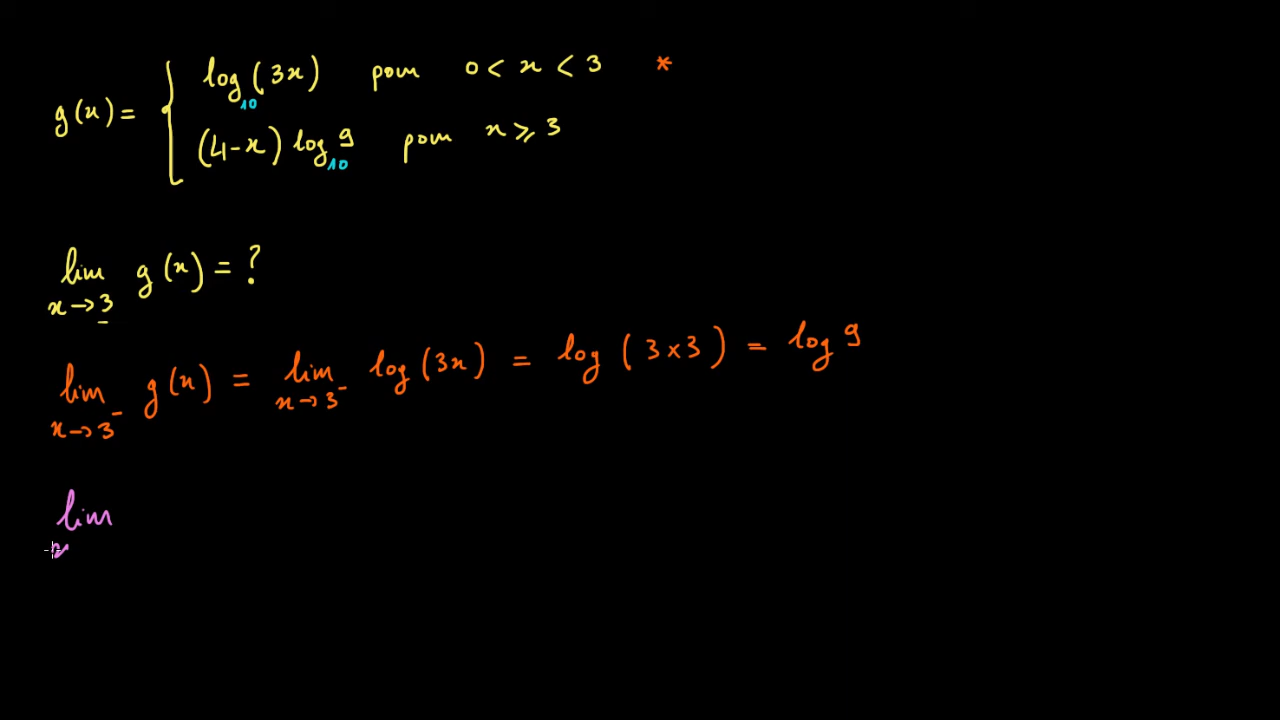 g(x) = { log₁₀(3x) pour 0 < x < 3 *
(4-x) log₁₀ 9 pour x ⩾ 3
lim x→3 g(x) = ?
lim x→3⁻ g(x) = lim x→3⁻ log(3x) = log(3×3) = log 9
lim x